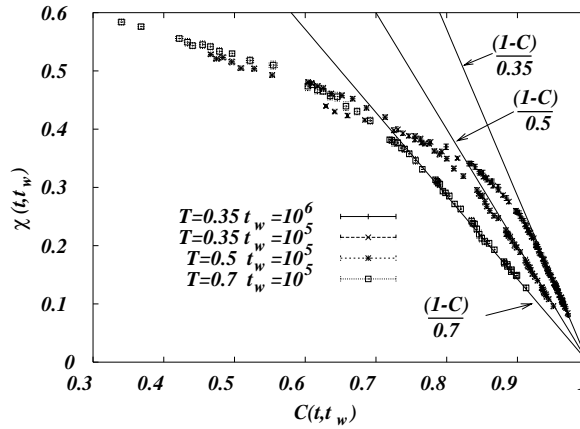 0.6
0.5
0.4
0.3
0.2
0.1
0
0.3 0.4 0.5 0.6 0.7 0.8 0.9 1
χ(t,t_w)
C(t,t_w)
(1-C)
0.35
(1-C)
0.5
(1-C)
0.7
T=0.35 t_w=10^6
T=0.35 t_w=10^5
T=0.5 t_w=10^5
T=0.7 t_w=10^5